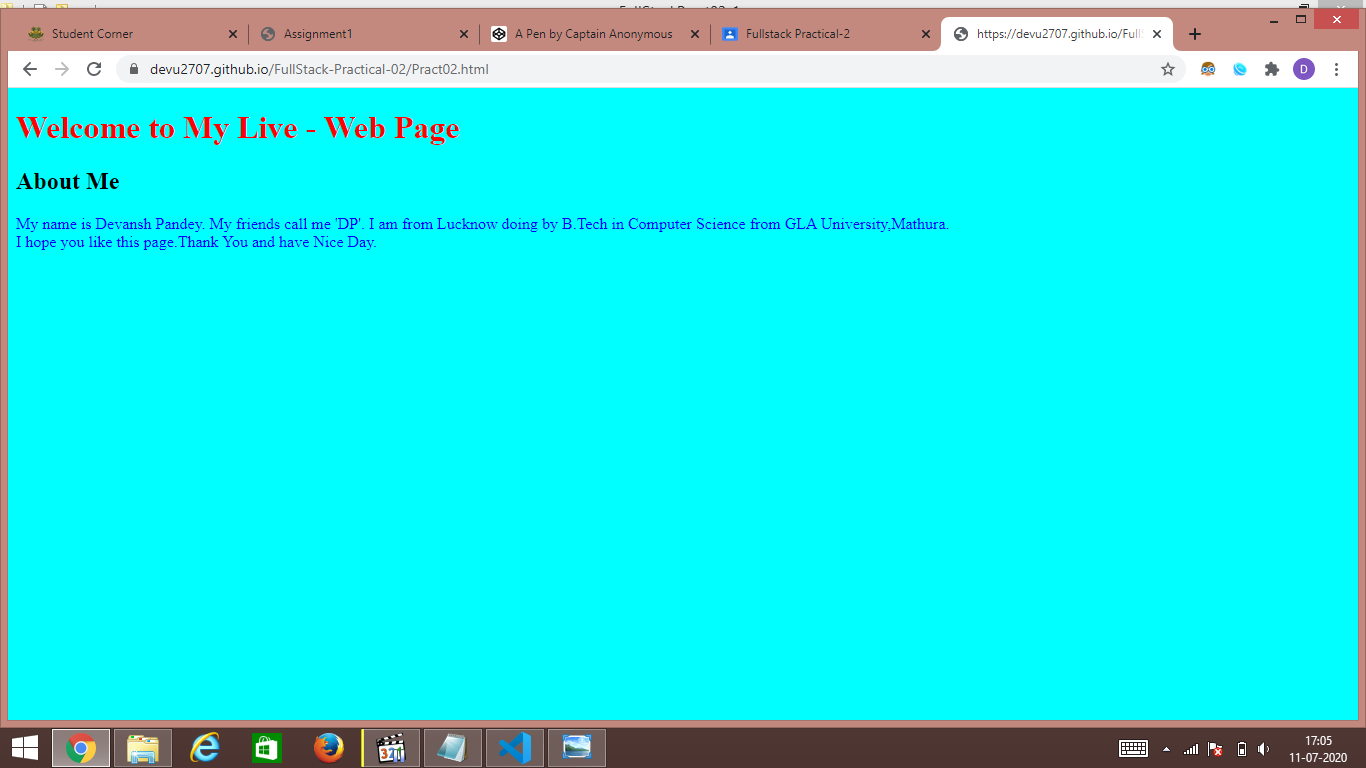 Student Corner
Assignment1
A Pen by Captain Anonymous
Fullstack Practical-2
https://devu2707.github.io/Full
devu2707.github.io/FullStack-Practical-02/Pract02.html
D
Welcome to My Live - Web Page
About Me
My name is Devansh Pandey. My friends call me 'DP'. I am from Lucknow doing by B.Tech in Computer Science from GLA University,Mathura.
I hope you like this page.Thank You and have Nice Day.
321
17:05
11-07-2020